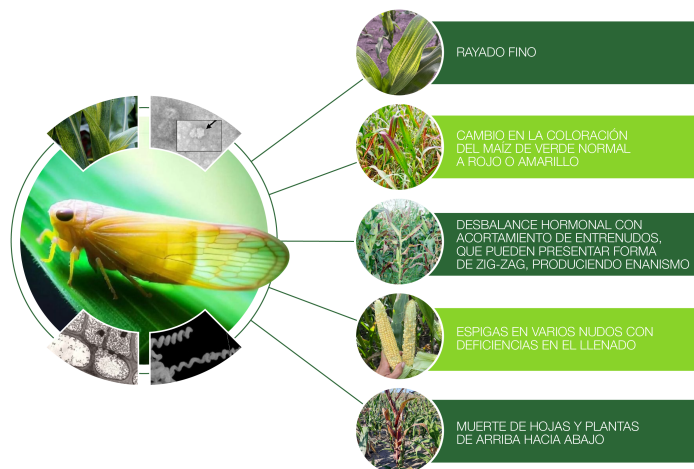 RAYADO FINO
CAMBIO EN LA COLORACIÓN
DEL MAÍZ DE VERDE NORMAL
A ROJO O AMARILLO
DESBALANCE HORMONAL CON
ACORTAMIENTO DE ENTRENUDOS,
QUE PUEDEN PRESENTAR FORMA
DE ZIG-ZAG, PRODUCIENDO ENANISMO
ESPIGAS EN VARIOS NUDOS CON
DEFICIENCIAS EN EL LLENADO
MUERTE DE HOJAS Y PLANTAS
DE ARRIBA HACIA ABAJO